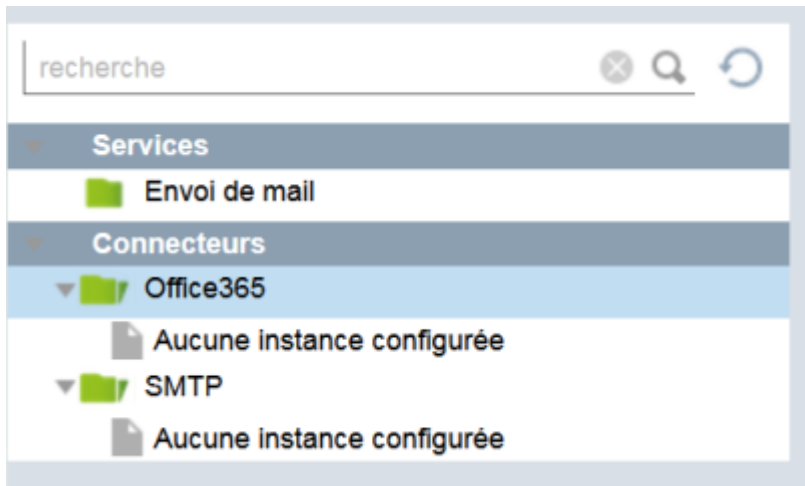 recherche
Services
Envoi de mail
Connecteurs
Office365
Aucune instance configurée
SMTP
Aucune instance configurée